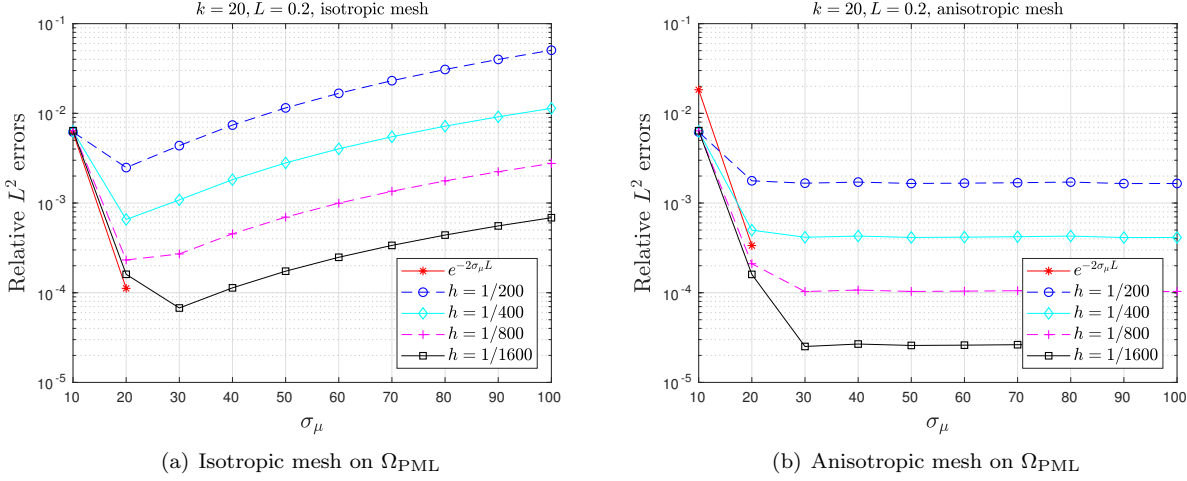 k = 20, L = 0.2, isotropic mesh
10^{-1}
10^{-2}
10^{-3}
10^{-4}
10^{-5}
Relative L^2 errors
10 20 30 40 50 60 70 80 90 100
σ_μ
e^{-2σ_μL}
h = 1/200
h = 1/400
h = 1/800
h = 1/1600
(a) Isotropic mesh on Ω_PML
k = 20, L = 0.2, anisotropic mesh
10^{-1}
10^{-2}
10^{-3}
10^{-4}
10^{-5}
Relative L^2 errors
10 20 30 40 50 60 70 80 90 100
σ_μ
e^{-2σ_μL}
h = 1/200
h = 1/400
h = 1/800
h = 1/1600
(b) Anisotropic mesh on Ω_PML